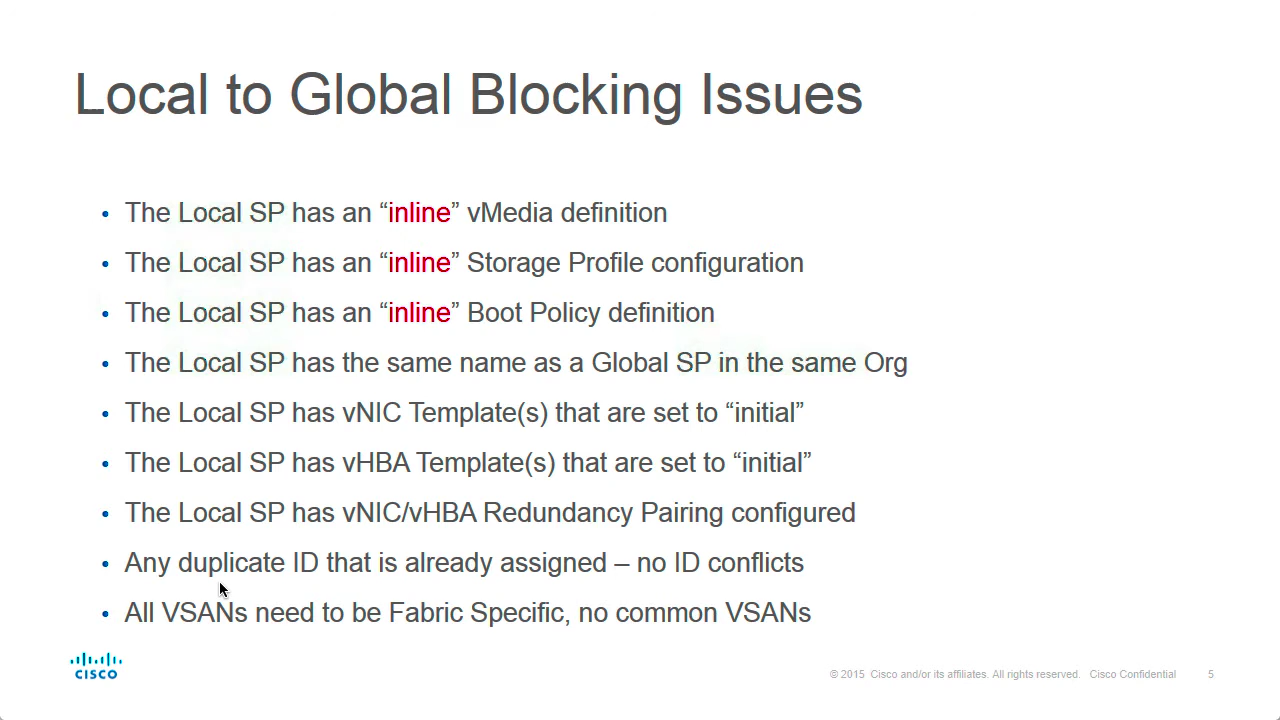 Local to Global Blocking Issues
• The Local SP has an “inline” vMedia definition
• The Local SP has an “inline” Storage Profile configuration
• The Local SP has an “inline” Boot Policy definition
• The Local SP has the same name as a Global SP in the same Org
• The Local SP has vNIC Template(s) that are set to “initial”
• The Local SP has vHBA Template(s) that are set to “initial”
• The Local SP has vNIC/vHBA Redundancy Pairing configured
• Any duplicate ID that is already assigned – no ID conflicts
• All VSANs need to be Fabric Specific, no common VSANs
CISCO
© 2015 Cisco and/or its affiliates. All rights reserved. Cisco Confidential 5